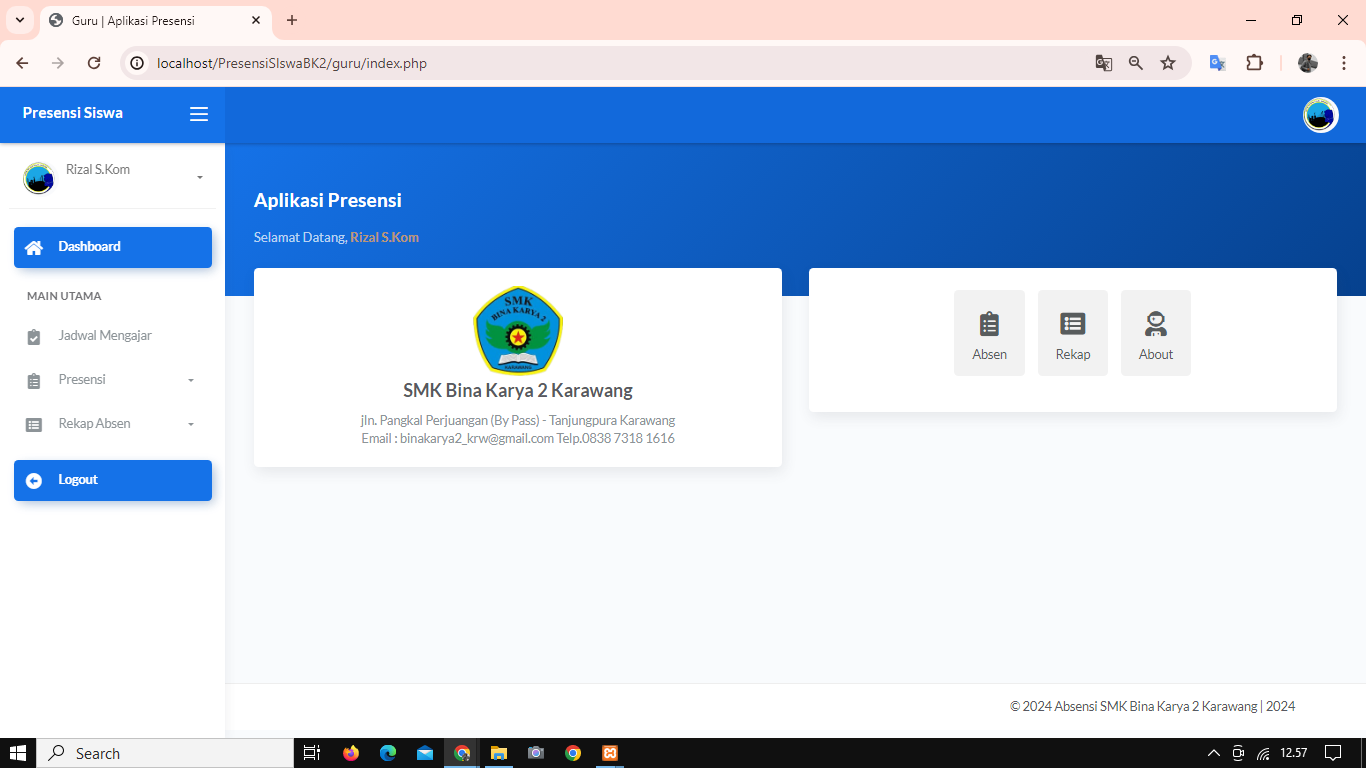 Guru | Aplikasi Presensi
localhost/PresensiSIswaBK2/guru/index.php
Presensi Siswa
Rizal S.Kom
Dashboard
MAIN UTAMA
Jadwal Mengajar
Presensi
Rekap Absen
Logout
Aplikasi Presensi
Selamat Datang, Rizal S.Kom
SMK
BINA KARYA 2
KARAWANG
SMK Bina Karya 2 Karawang
jln. Pangkal Perjuangan (By Pass) - Tanjungpura Karawang
Email : binakarya2_krw@gmail.com Telp.0838 7318 1616
Absen
Rekap
About
© 2024 Absensi SMK Bina Karya 2 Karawang | 2024
Search
12.57